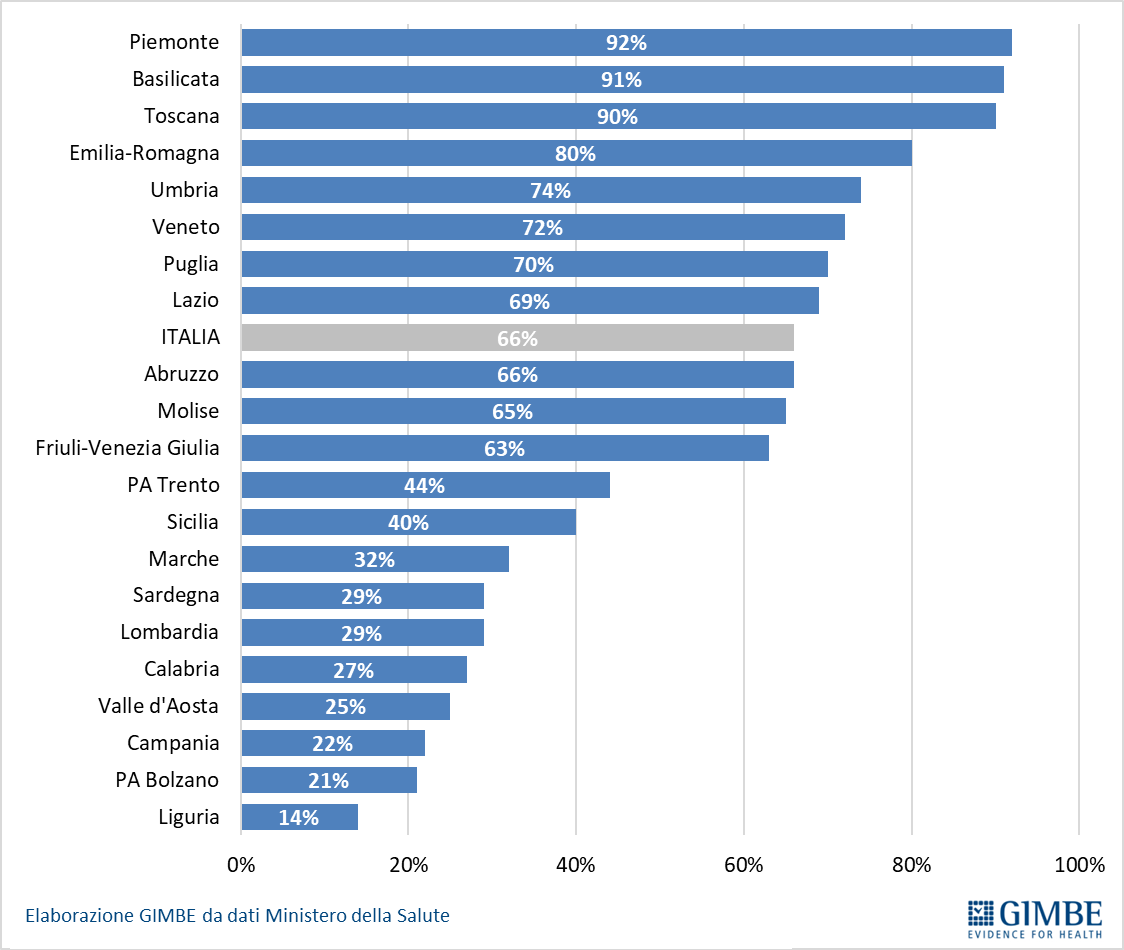 Piemonte 92%
Basilicata 91%
Toscana 90%
Emilia-Romagna 80%
Umbria 74%
Veneto 72%
Puglia 70%
Lazio 69%
ITALIA 66%
Abruzzo 66%
Molise 65%
Friuli-Venezia Giulia 63%
PA Trento 44%
Sicilia 40%
Marche 32%
Sardegna 29%
Lombardia 29%
Calabria 27%
Valle d'Aosta 25%
Campania 22%
PA Bolzano 21%
Liguria 14%
0% 20% 40% 60% 80% 100%
Elaborazione GIMBE da dati Ministero della Salute
GIMBE
EVIDENCE FOR HEALTH